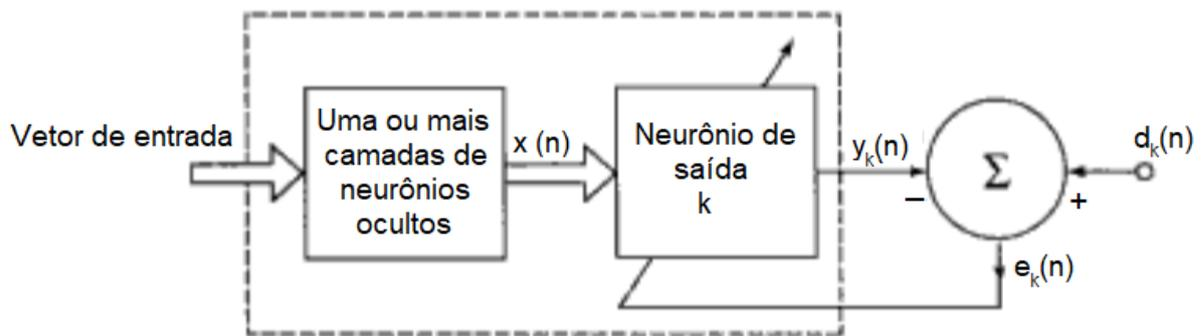 Vetor de entrada
Uma ou mais
camadas de
neurônios
ocultos
x (n)
Neurônio de
saída
k
yₖ(n)
−
Σ
+
dₖ(n)
eₖ(n)